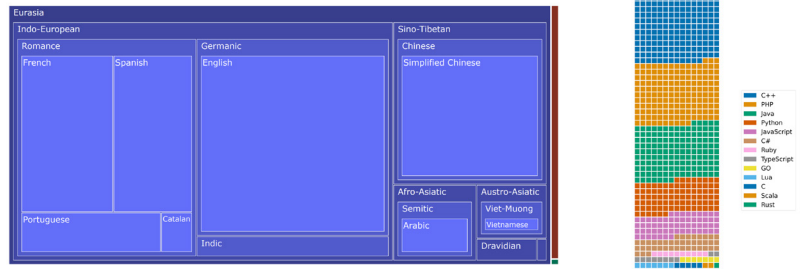 Eurasia
Indo-European
Sino-Tibetan
Romance
Germanic
Chinese
French
Spanish
English
Simplified Chinese
Afro-Asiatic
Austro-Asiatic
Semitic
Viet-Muong
Arabic
Vietnamese
Portuguese
Catalan
Indic
Dravidian
C++
PHP
Java
Python
JavaScript
C#
Ruby
TypeScript
GO
Lua
C
Scala
Rust